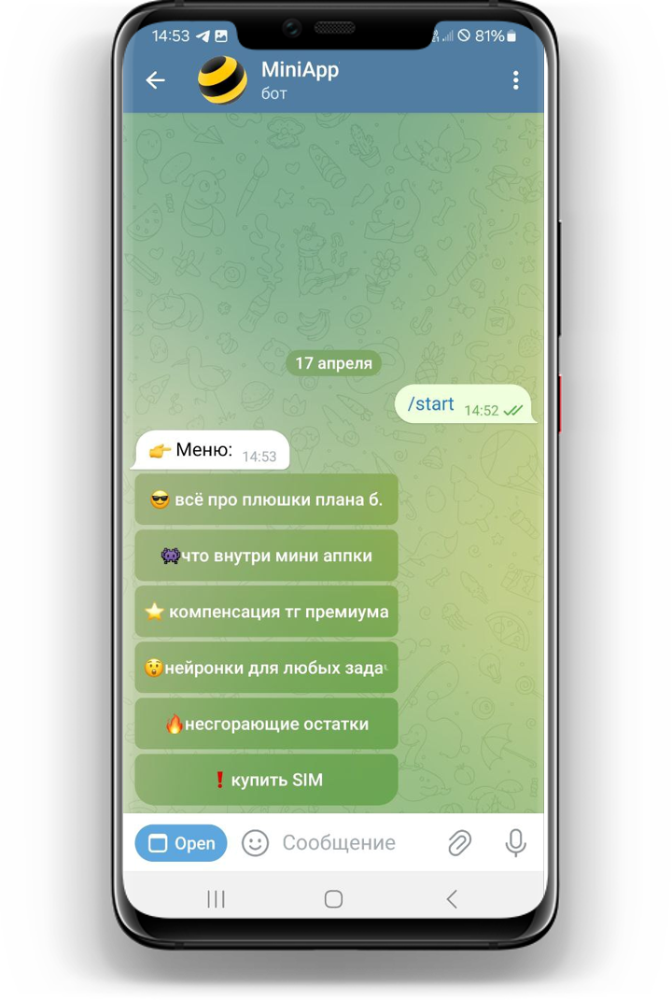 14:53 81%
MiniApp
бот
17 апреля
/start 14:52
👉 Меню: 14:53
😎 всё про плюшки плана б.
👾что внутри мини аппки
⭐ компенсация тг премиума
😲нейронки для любых зада
🔥несгорающие остатки
❗ купить SIM
Open Сообщение